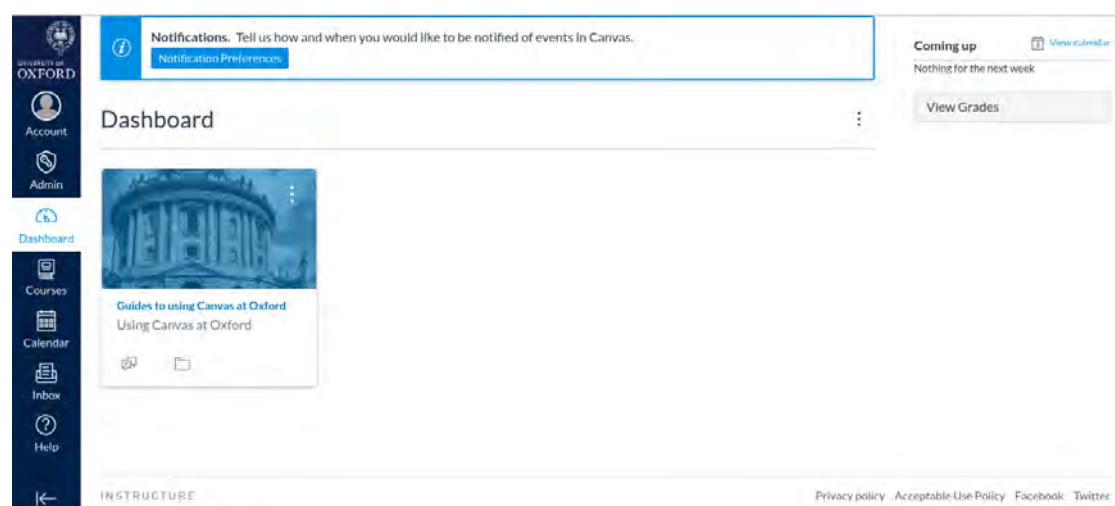 UNIVERSITY OF
OXFORD
Account
Admin
Dashboard
Courses
Calendar
Inbox
Help
Notifications. Tell us how and when you would like to be notified of events in Canvas.
Notification Preferences
Dashboard
Guides to using Canvas at Oxford
Using Canvas at Oxford
Coming up
View calendar
Nothing for the next week
View Grades
INSTRUCTURE
Privacy policy Acceptable Use Policy Facebook Twitter